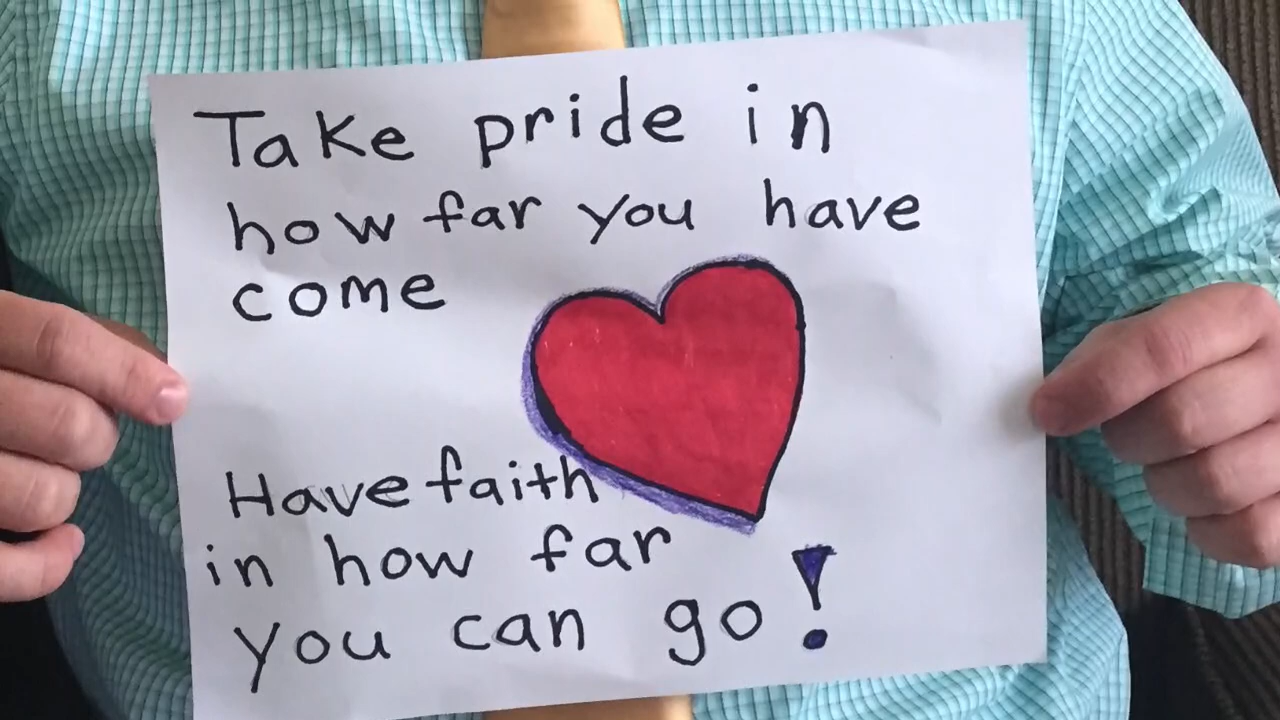 Take pride in
how far you have
come
Have faith
in how far
you can go!